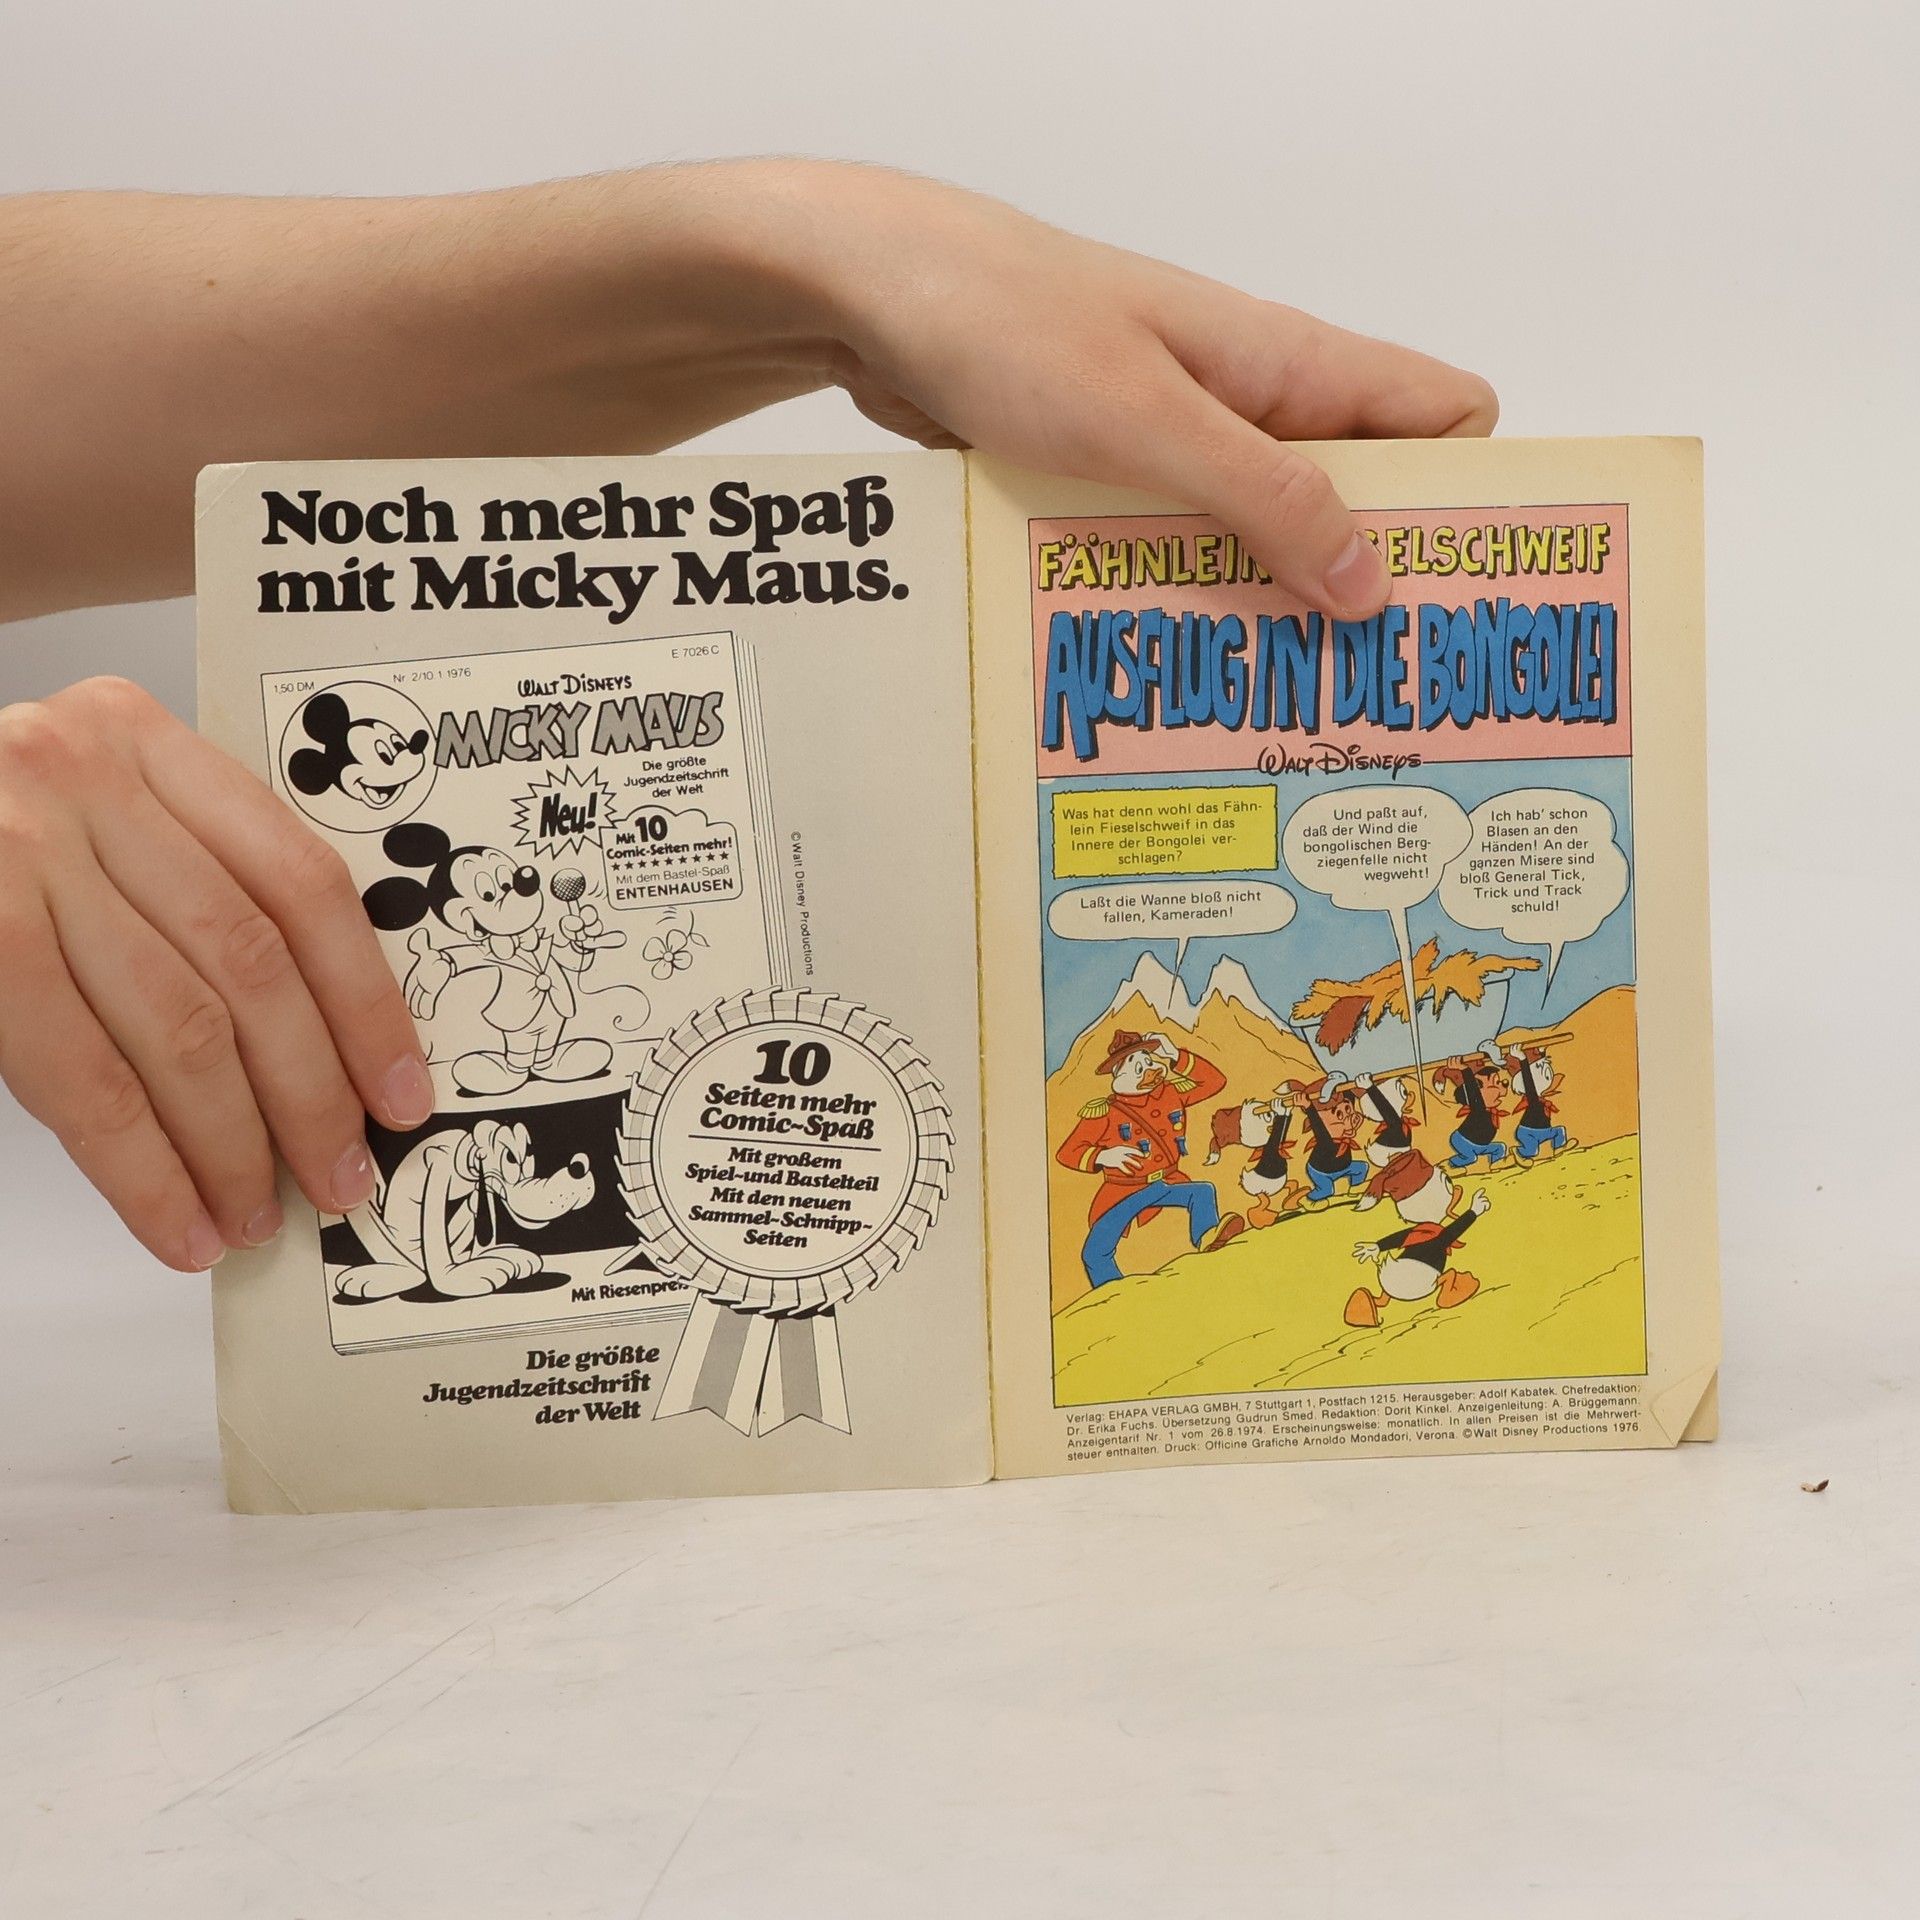 Noch mehr Spaß
mit Micky Maus.
1,50 DM
Nr. 2/10.1.1976
E 7026 C
WALT DISNEYS
MICKY MAUS
Die größte
Jugendzeitschrift
der Welt
Neu!
Mit 10
Comic-Seiten mehr!
Mit dem Bastel-Spaß
ENTENHAUSEN
©Walt Disney Productions
10
Seiten mehr
Comic-Spaß
Mit großem
Spiel-und Bastelteil
Mit den neuen
Sammel-Schnipp-
Seiten
Mit
Die größte
Jugendzeitschrift
der Welt
FÄHNLEIN
AUSFLUG IN DIE BONGOLEI
WALT DISNEYS
Was hat denn wohl das Fähn-
lein Fieselschweif in das
Innere der Bongolei ver-
schlagen?
Laßt die Wanne bloß nicht
fallen, Kameraden!
Und paßt auf,
daß der Wind die
bongolischen Berg-
ziegenfelle nicht
wegweht!
Ich hab' schon
Blasen an den
Händen! An der
ganzen Misere sind
bloß General Tick,
Trick und Track
schuld!
Verlag: EHAPA VERLAG GMBH, 7 Stuttgart 1, Postfach 1215. Herausgeber: Adolf Kabatek. Chefredaktion:
Dr. Erika Fuchs. Übersetzung Gudrun Smed. Redaktion: Dorit Kinkel. Anzeigenleitung: A. Brüggemann.
Anzeigentarif Nr. 1 vom 26.8.1974. Erscheinungsweise: monatlich. In allen Preisen ist die Mehrwert-
steuer enthalten. Druck: Officine Grafiche Arnoldo Mondadori, Verona. ©Walt Disney Productions 1976.